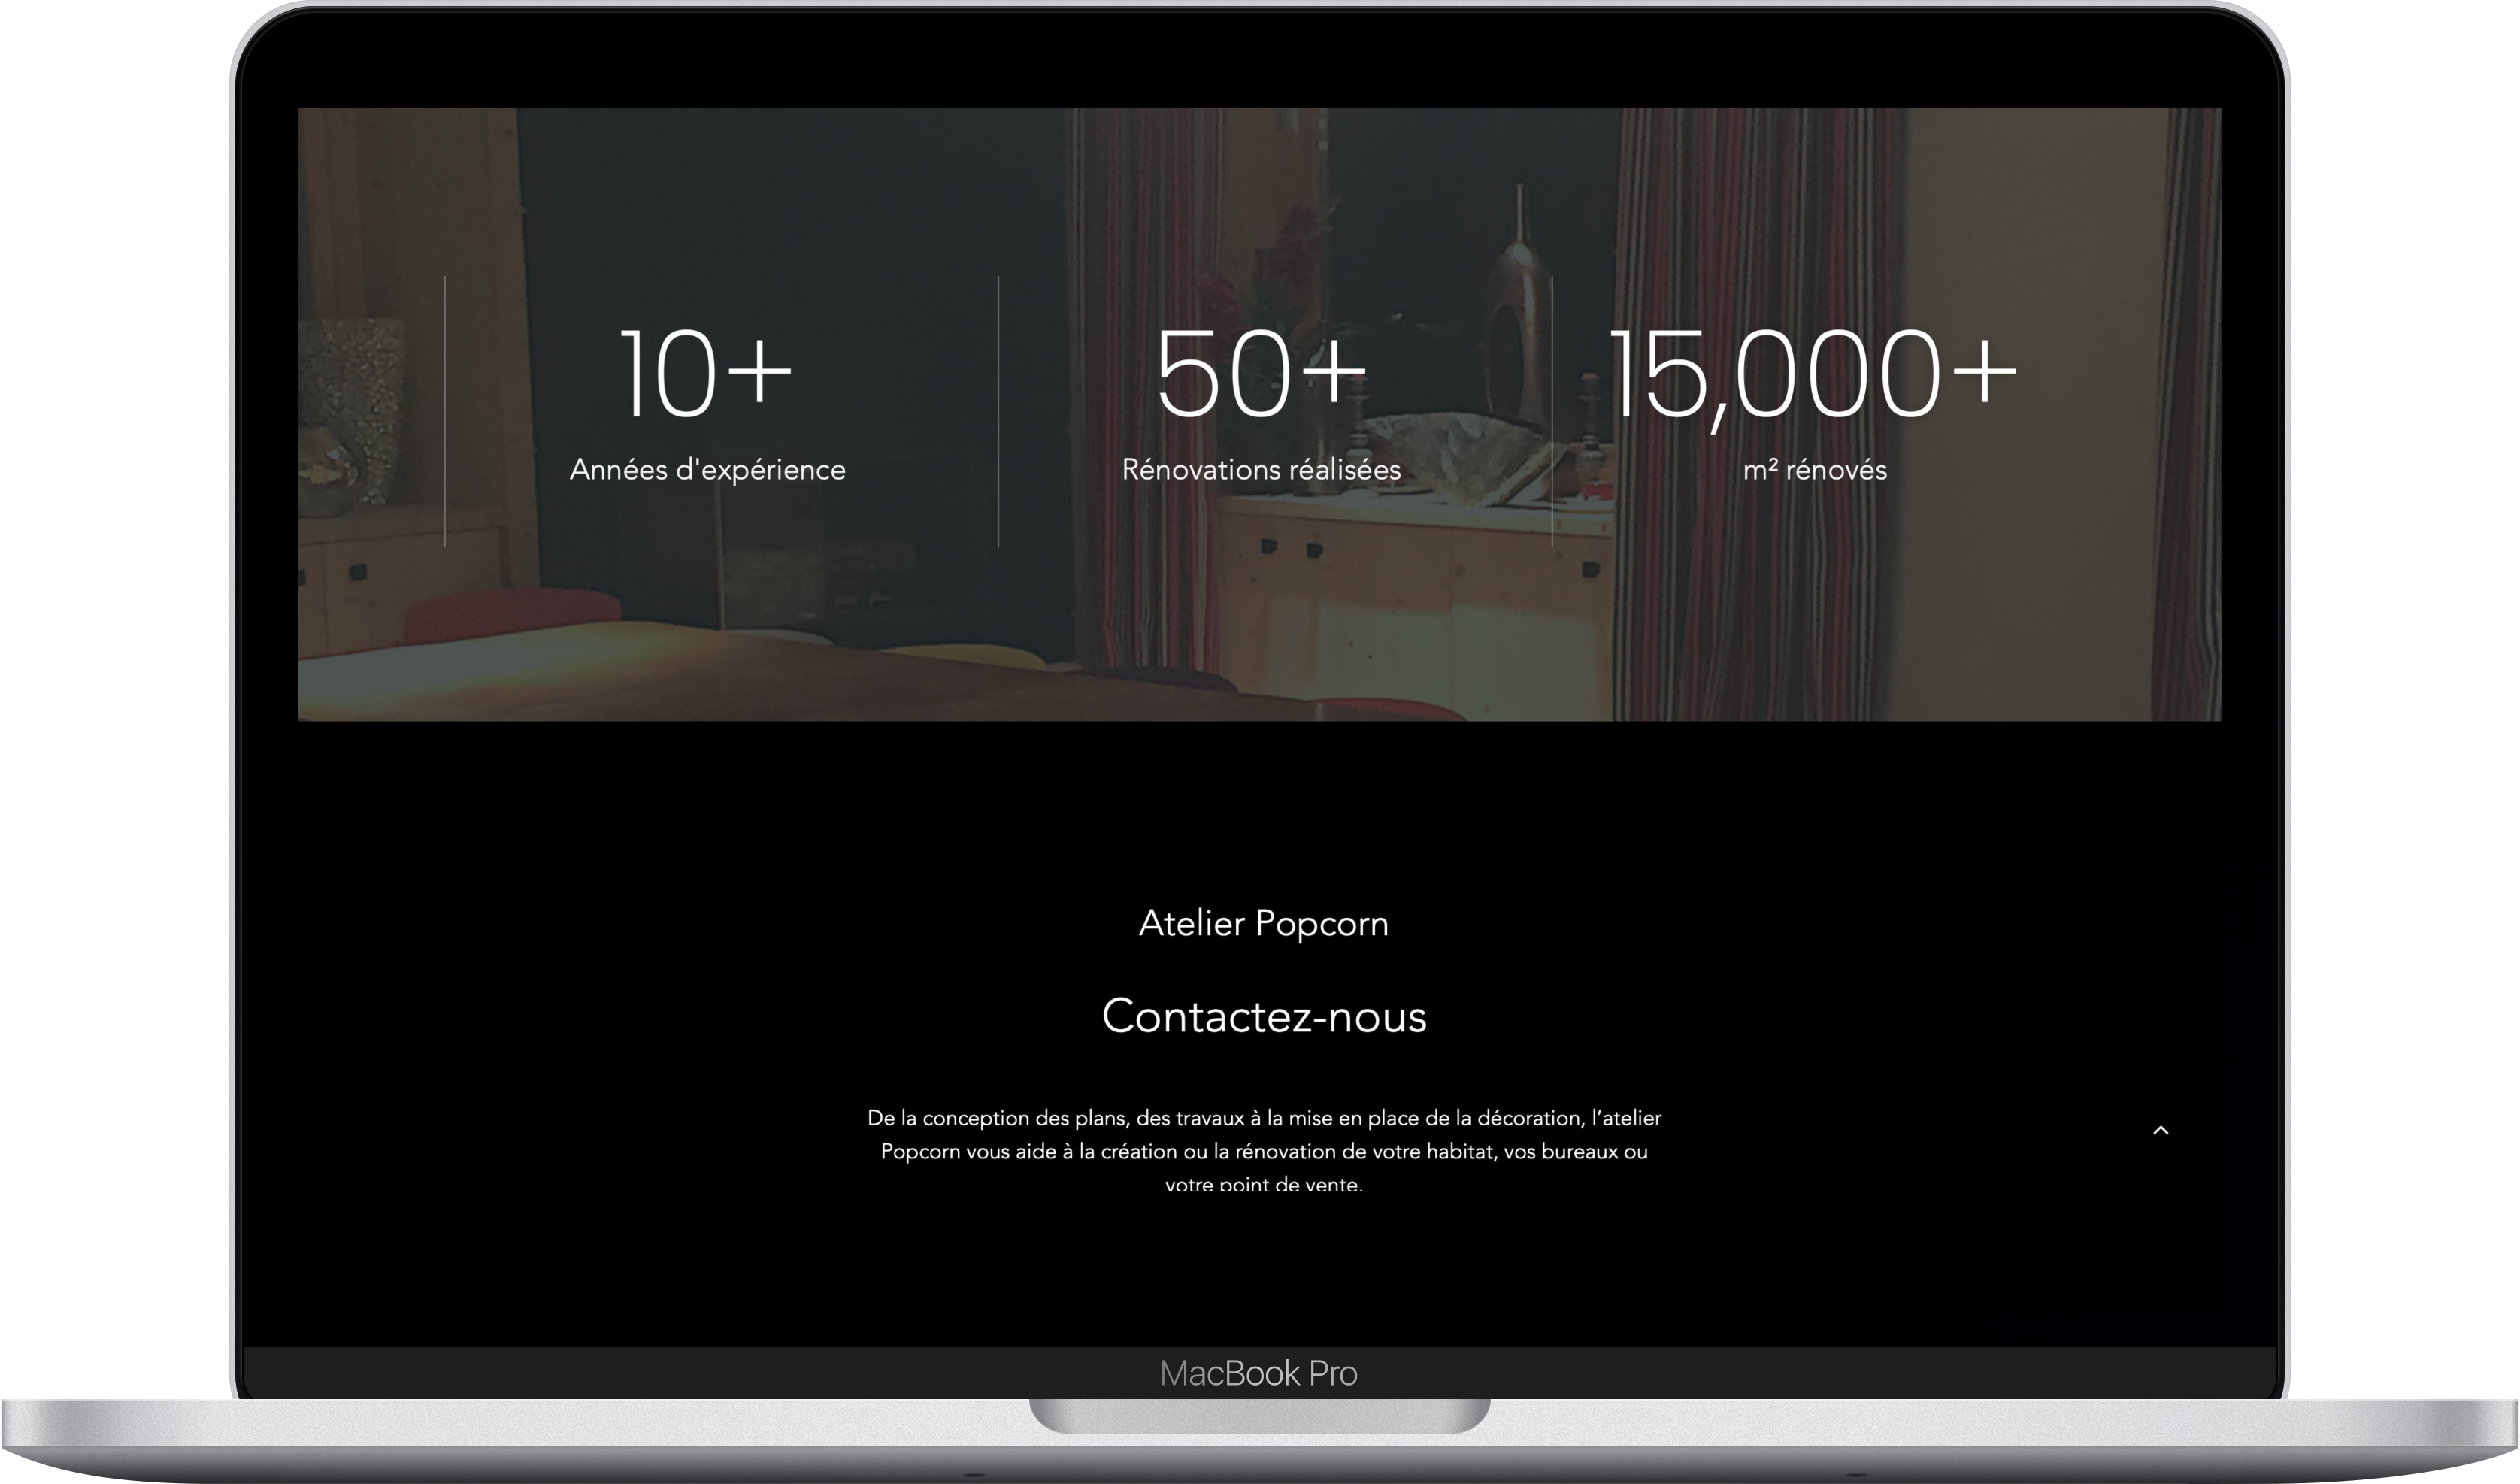 10+
50+
15,000+
Années d'expérience
Rénovations réalisées
m² rénovés
Atelier Popcorn
Contactez-nous
De la conception des plans, des travaux à la mise en place de la décoration, l’atelier
Popcorn vous aide à la création ou la rénovation de votre habitat, vos bureaux ou
votre point de vente.
MacBook Pro